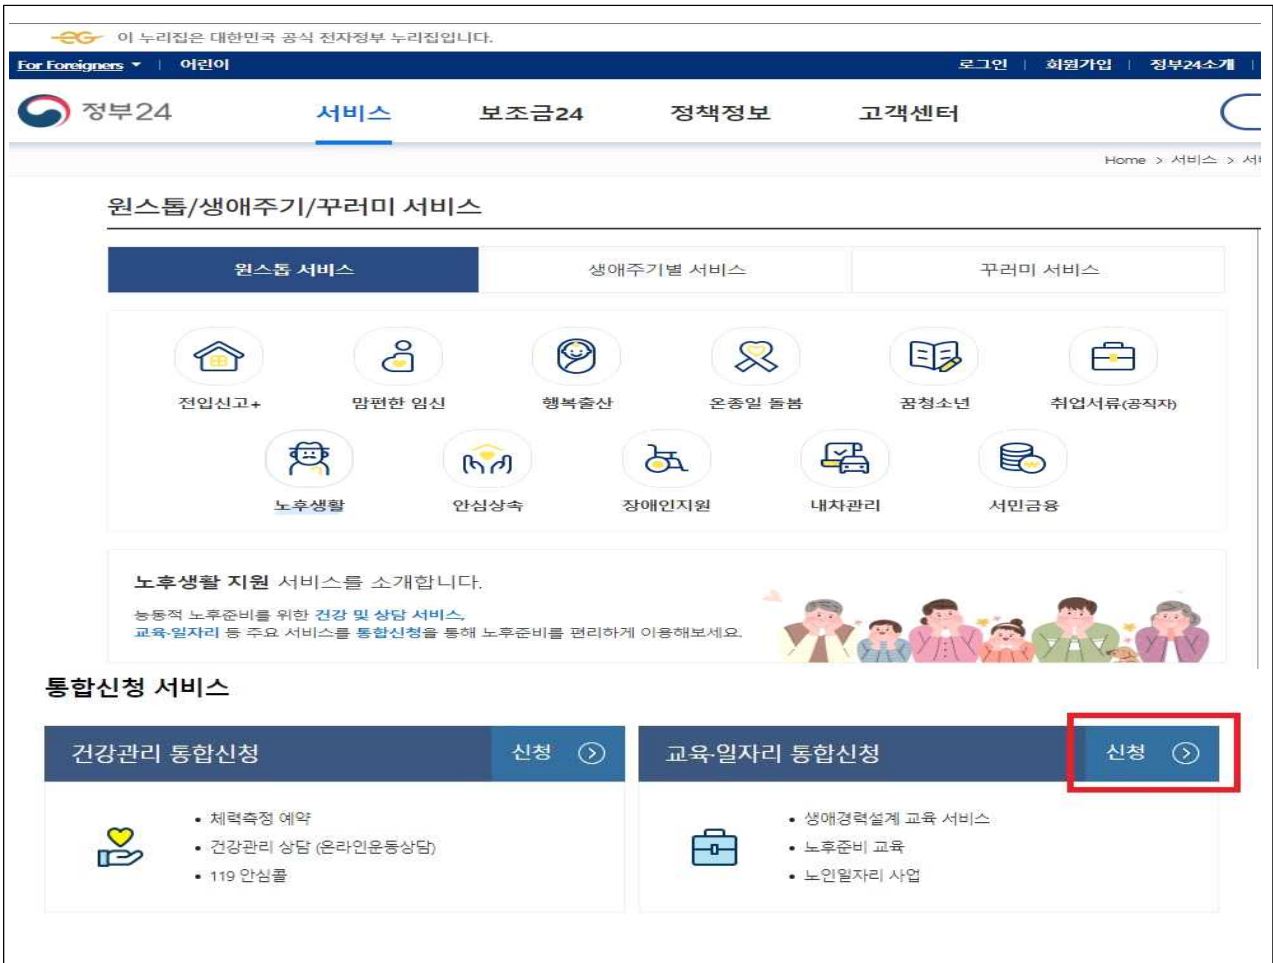 이 누리집은 대한민국 공식 전자정부 누리집입니다.
For Foreigners 어린이 로그인 회원가입 정부24소개
정부24 서비스 보조금24 정책정보 고객센터
Home > 서비스 >
원스톱/생애주기/꾸러미 서비스
원스톱 서비스 생애주기별 서비스 꾸러미 서비스
전입신고+ 맘편한 임신 행복출산 온종일 돌봄 꿈청소년 취업서류(공직자)
노후생활 안심상속 장애인지원 내차관리 서민금융
노후생활 지원 서비스를 소개합니다.
능동적 노후준비를 위한 건강 및 상담 서비스,
교육·일자리 등 주요 서비스를 통합신청을 통해 노후준비를 편리하게 이용해보세요.
통합신청 서비스
건강관리 통합신청 신청
• 체력측정 예약
• 건강관리 상담 (온라인운동상담)
• 119 안심콜
교육·일자리 통합신청 신청
• 생애경력설계 교육 서비스
• 노후준비 교육
• 노인일자리 사업